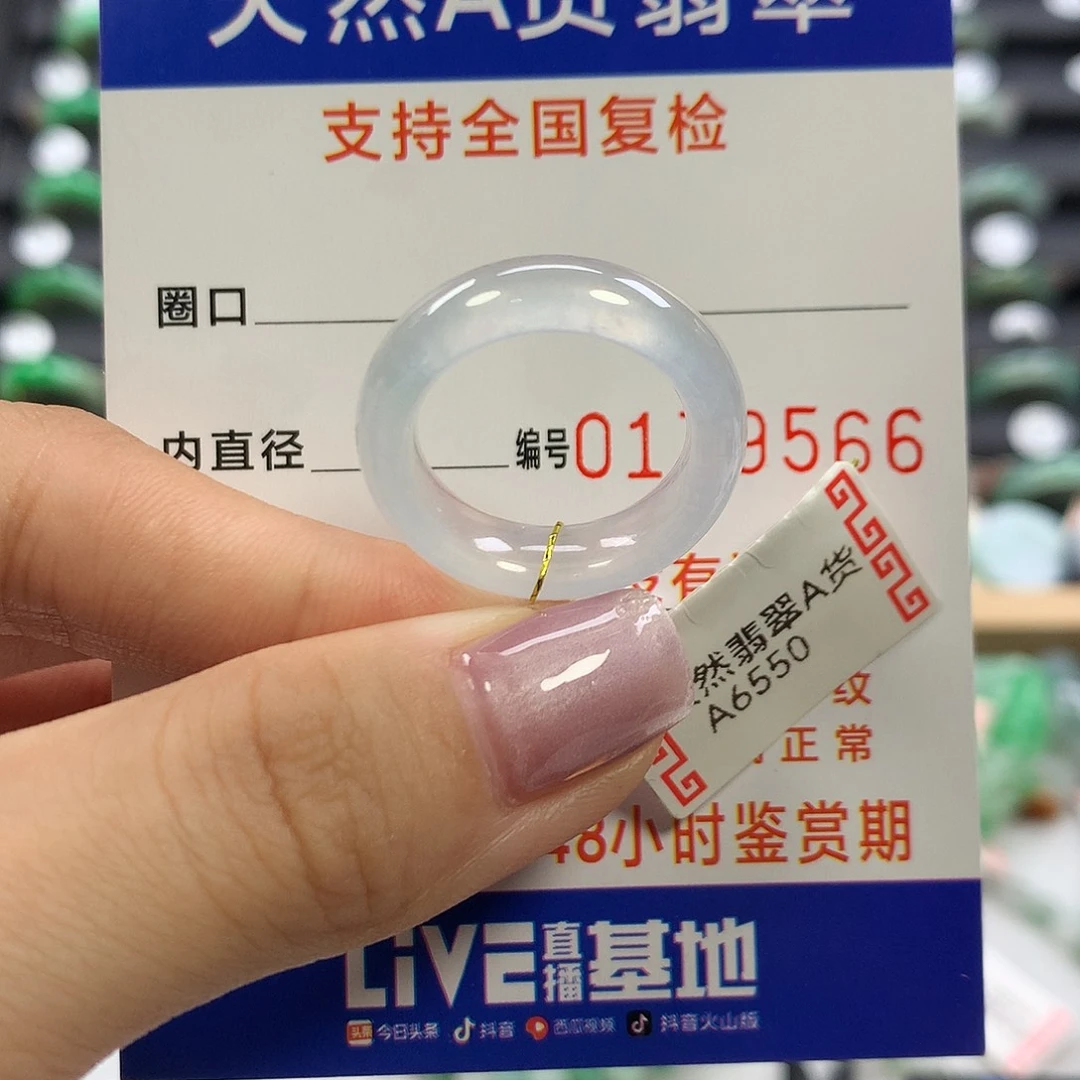 天然A货翡翠
支持全国复检
圈口
内直径
编号01 9566
有
然翡翠A货
A6550
纹
正常
48小时鉴赏期
LiVE直播基地
头条 今日头条 抖音 西瓜视频 抖音火山版